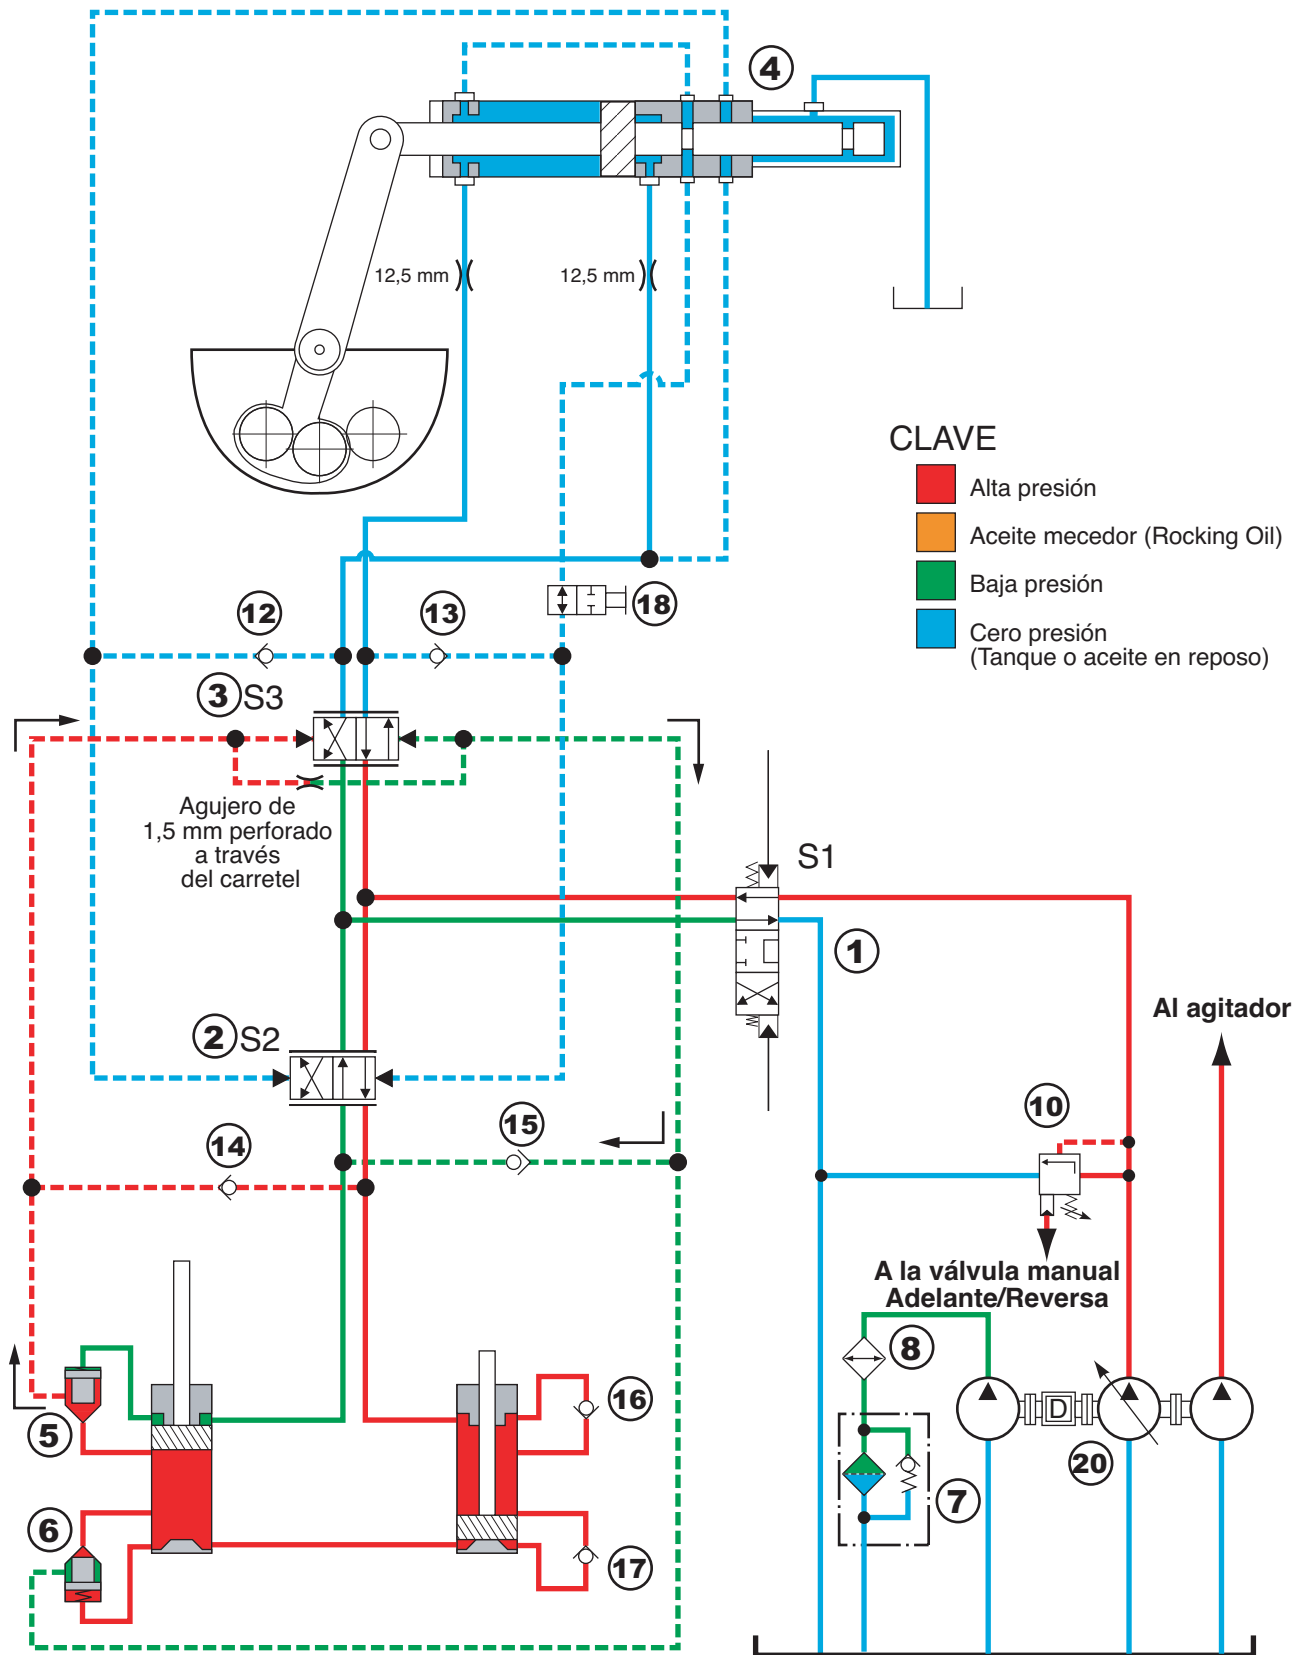 4
12,5 mm
12,5 mm
CLAVE
Alta presión
Aceite mecedor (Rocking Oil)
Baja presión
Cero presión
(Tanque o aceite en reposo)
18
12
13
3 S3
Agujero de
1,5 mm perforado
a través
del carretel
S1
1
2 S2
Al agitador
10
15
14
A la válvula manual
Adelante/Reversa
8
16
5
D
20
7
6
17